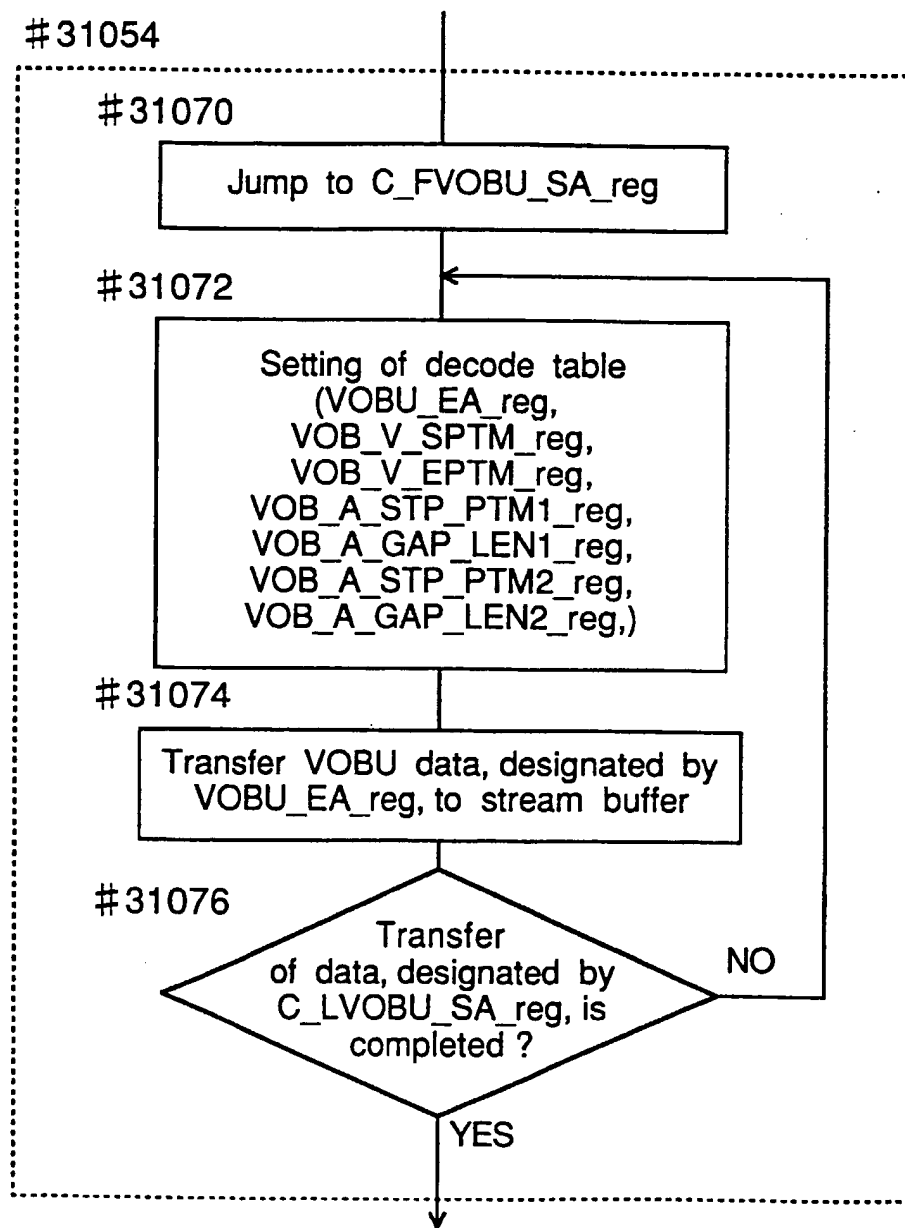 #31054
#31070
Jump to C_FVOBU_SA_reg
#31072
Setting of decode table
(VOBU_EA_reg,
VOB_V_SPTM_reg,
VOB_V_EPTM_reg,
VOB_A_STP_PTM1_reg,
VOB_A_GAP_LEN1_reg,
VOB_A_STP_PTM2_reg,
VOB_A_GAP_LEN2_reg,)
#31074
Transfer VOBU data, designated by
VOBU_EA_reg, to stream buffer
#31076
Transfer
of data, designated by
C_LVOBU_SA_reg, is
completed ?
NO
YES